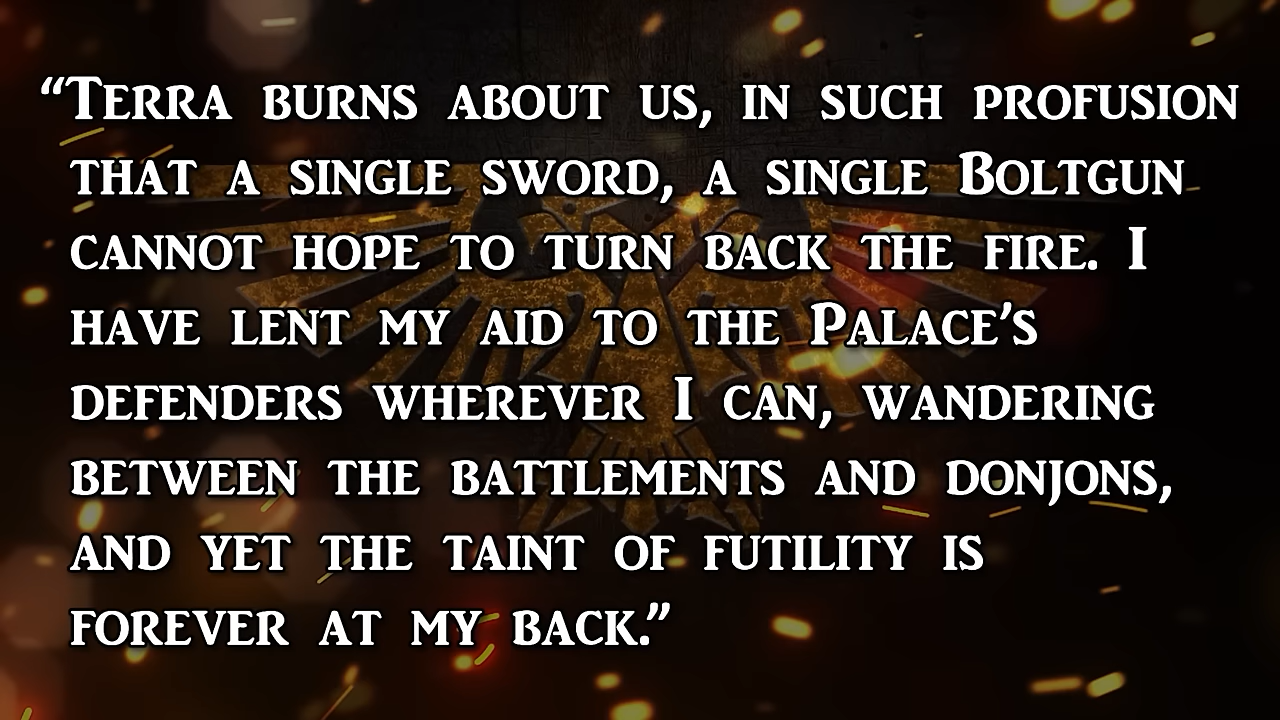 “Terra burns about us, in such profusion
that a single sword, a single Boltgun
cannot hope to turn back the fire. I
have lent my aid to the Palace’s
defenders wherever I can, wandering
between the battlements and donjons,
and yet the taint of futility is
forever at my back.”